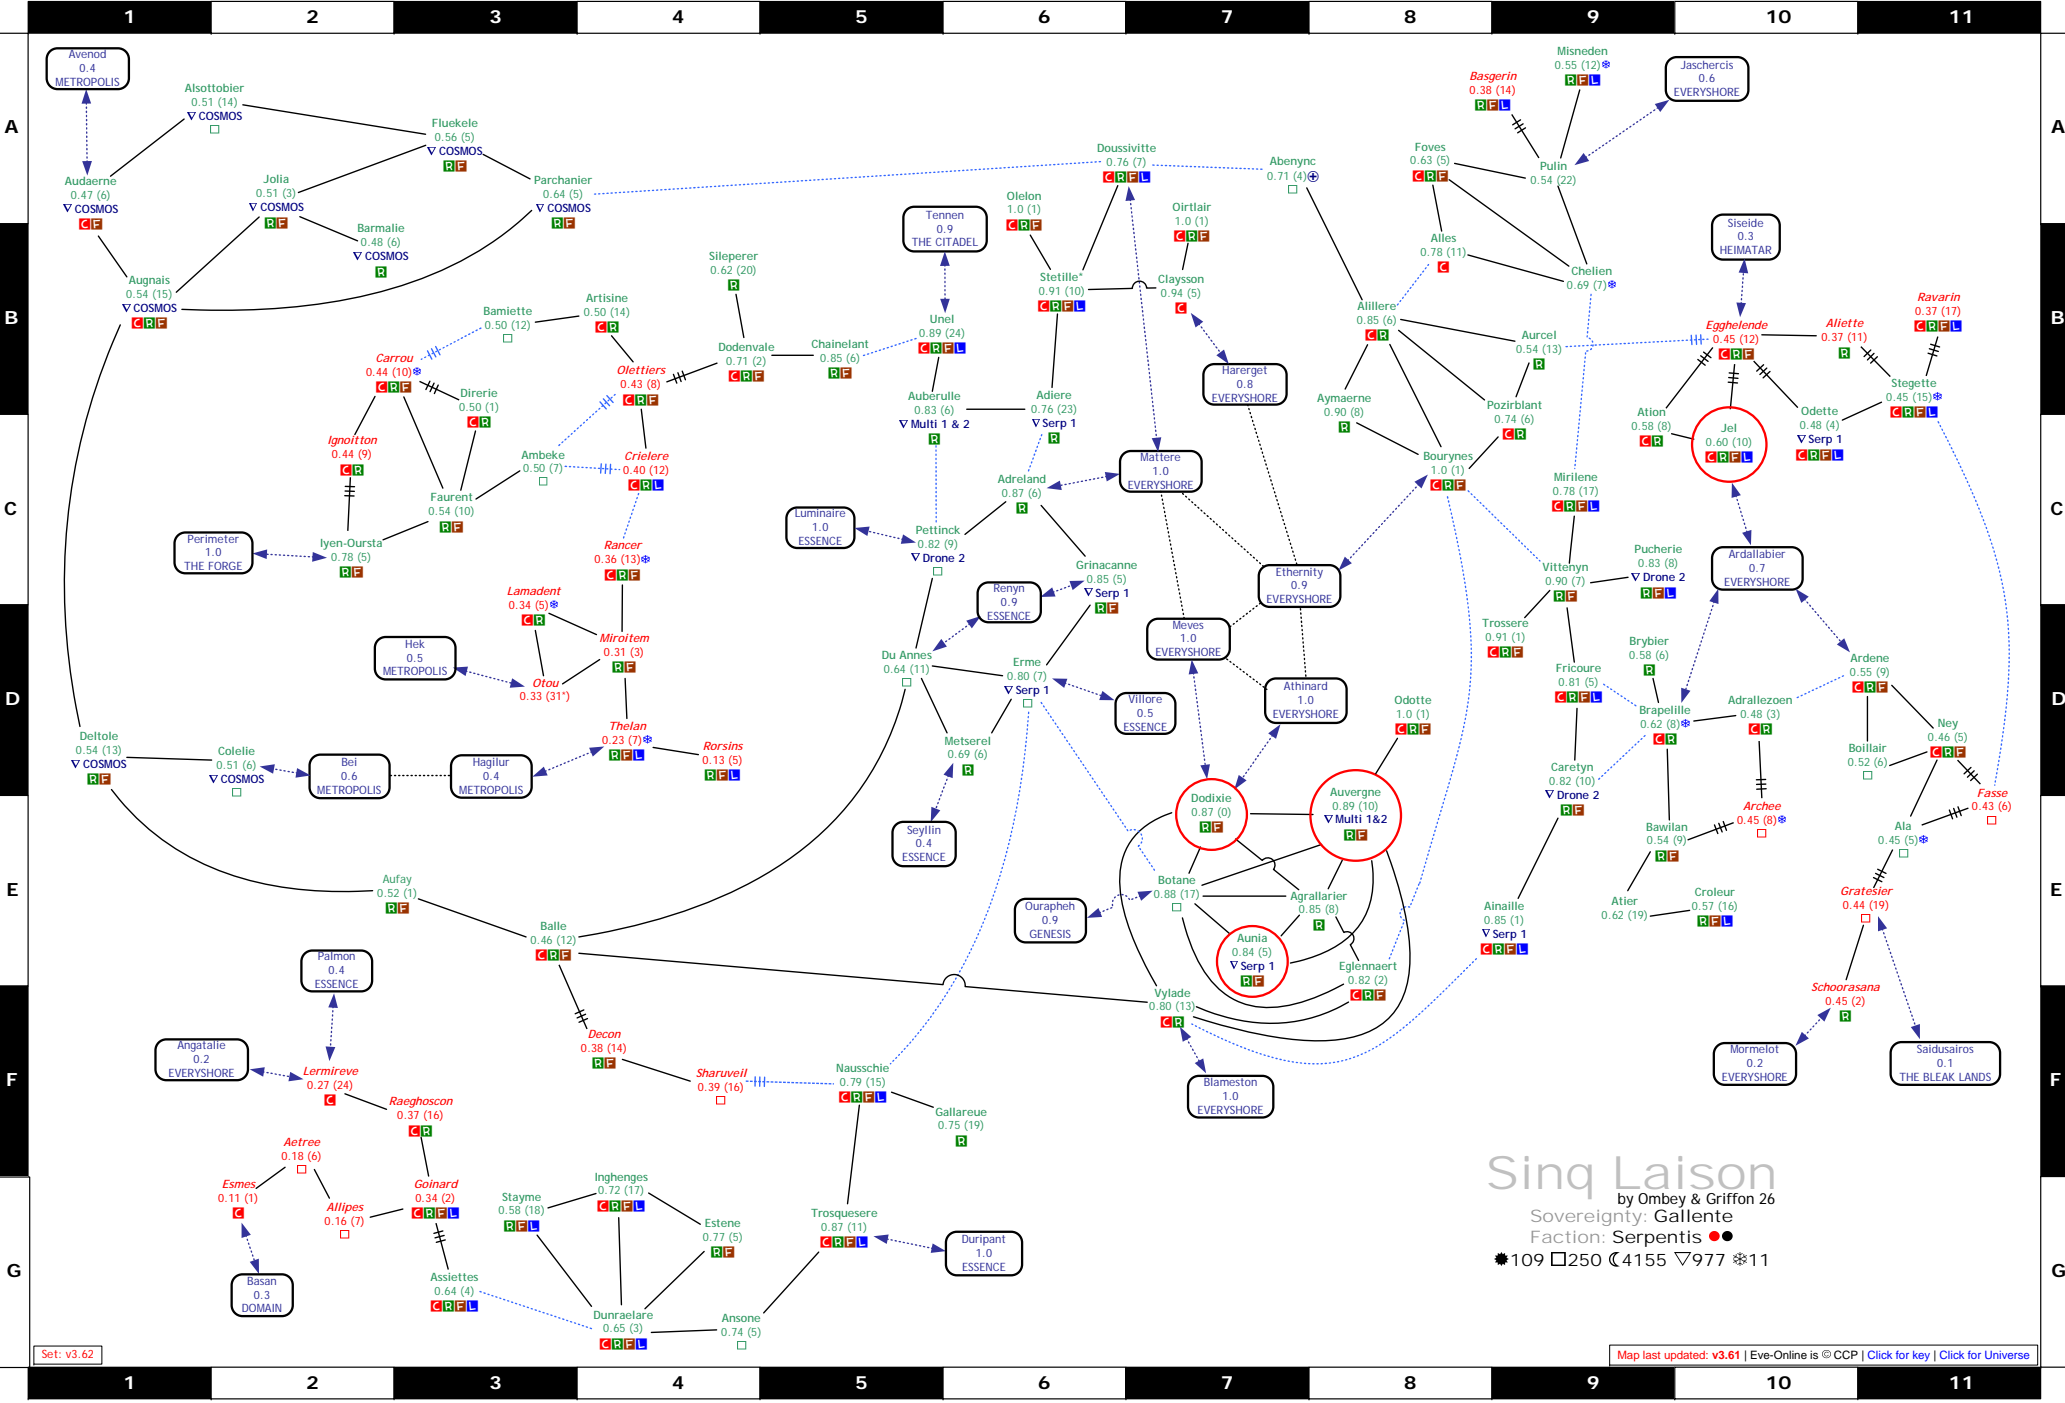 1 2 3 4 5 6 7 8 9 10 11
A
Avenod
0.4
METROPOLIS
Alsottobier
0.51 (14)
∇ COSMOS
Fluekele
0.56 (5)
∇ COSMOS
R F
Audaerne
0.47 (6)
∇ COSMOS
C F
Jolia
0.51 (3)
∇ COSMOS
R F
Parchanier
0.64 (5)
∇ COSMOS
R F
Doussivitte
0.76 (7)
C R F L
Abenync
0.71 (4)
Foves
0.63 (5)
C R F
Basgerin
0.38 (14)
R F L
Misneden
0.55 (12)
R F L
Jaschercis
0.6
EVERYSHORE
Pulin
0.54 (22)
A
B
Barmalie
0.48 (6)
∇ COSMOS
R
Augnais
0.54 (15)
∇ COSMOS
C R F
Sileperer
0.62 (20)
R
Tennen
0.9
THE CITADEL
Olelon
1.0 (1)
C R F
Oirtlair
1.0 (1)
C R F
Stetille*
0.91 (10)
C R F L
Claysson
0.94 (5)
C
Alles
0.78 (11)
C
Chelien
0.69 (7)
Siseide
0.3
HEIMATAR
Bamiette
0.50 (12)
Artisine
0.50 (14)
C R
Unel
0.89 (24)
C R F L
Alillere
0.85 (6)
C R
Aurcel
0.54 (13)
R
Egghelende
0.45 (12)
C R F
Aliette
0.37 (11)
R
Ravarin
0.37 (17)
C R F L
Carrou
0.44 (10)
C R F
Direrie
0.50 (1)
C R
Olettiers
0.43 (8)
C R F
Dodenvale
0.71 (2)
C R F
Chainelant
0.85 (6)
R F
Harerget
0.8
EVERYSHORE
Stegette
0.45 (15)
C R F L
B
C
Auberulle
0.83 (6)
∇ Multi 1 & 2
R
Adiere
0.76 (23)
∇ Serp 1
R
Aymaerne
0.90 (8)
R
Pozirblant
0.74 (6)
C R
Ation
0.58 (8)
C R
Jel
0.60 (10)
C R F L
Odette
0.48 (4)
∇ Serp 1
C R F L
Ignoitton
0.44 (9)
C R
Ambeke
0.50 (7)
Crielere
0.40 (12)
C R L
Mattere
1.0
EVERYSHORE
Bourynes
1.0 (1)
C R F
Adreland
0.87 (6)
R
Mirilene
0.78 (17)
C R F L
Faurent
0.54 (10)
R F
Luminaire
1.0
ESSENCE
Pettinck
0.82 (9)
∇ Drone 2
Perimeter
1.0
THE FORGE
Iyen-Oursta
0.78 (5)
R F
Rancer
0.36 (13)
C R F
Grinacanne
0.85 (5)
∇ Serp 1
R F
Renyn
0.9
ESSENCE
Ethernity
0.9
EVERYSHORE
Vittenyn
0.90 (7)
R F
Pucherie
0.83 (8)
∇ Drone 2
R F L
Ardallabier
0.7
EVERYSHORE
C
D
Lamadent
0.34 (5)
C R
Hek
0.5
METROPOLIS
Miroitem
0.31 (3)
R F
Otou
0.33 (31*)
Du Annes
0.64 (11)
Erme
0.80 (7)
∇ Serp 1
Meves
1.0
EVERYSHORE
Villore
0.5
ESSENCE
Athinard
1.0
EVERYSHORE
Trossere
0.91 (1)
C R F
Fricoure
0.81 (5)
C R F L
Brybier
0.58 (6)
R
Ardene
0.55 (9)
C R F
Odotte
1.0 (1)
C R F
Brapelille
0.62 (8)
C R
Adrallezoen
0.48 (3)
C R
Ney
0.46 (5)
C R F
Boillair
0.52 (6)
Deltole
0.54 (13)
∇ COSMOS
R F
Colelie
0.51 (6)
∇ COSMOS
Bei
0.6
METROPOLIS
Hagilur
0.4
METROPOLIS
Thelan
0.23 (7)
R F L
Rorsins
0.13 (5)
R F L
Metserel
0.69 (6)
R
Caretyn
0.82 (10)
∇ Drone 2
R F
D
E
Seyllin
0.4
ESSENCE
Dodixie
0.87 (0)
R F
Auvergne
0.89 (10)
∇ Multi 1&2
R F
Archee
0.45 (8)
Bawilan
0.54 (9)
R F
Fasse
0.43 (6)
Ala
0.45 (5)
Aufay
0.52 (1)
R F
Balle
0.46 (12)
C R F
Ourapheh
0.9
GENESIS
Botane
0.88 (17)
Agrallarier
0.85 (8)
R
Aunia
0.84 (5)
∇ Serp 1
R F
Eglennaert
0.82 (2)
C R F
Ainaille
0.85 (1)
∇ Serp 1
C R F L
Atier
0.62 (19)
Croleur
0.57 (16)
R F L
Gratesier
0.44 (19)
Palmon
0.4
ESSENCE
E
F
Vylade
0.80 (13)
C R
Schoorasana
0.45 (2)
R
Angatalie
0.2
EVERYSHORE
Lermireve
0.27 (24)
C
Decon
0.38 (14)
R F
Sharuveil
0.39 (16)
Nausschie
0.79 (15)
C R F L
Gallareue
0.75 (19)
R
Blameston
1.0
EVERYSHORE
Mormelot
0.2
EVERYSHORE
Saidusairos
0.1
THE BLEAK LANDS
Raeghoscon
0.37 (16)
C R
Aetree
0.18 (6)
F
G
Esmes
0.11 (1)
C
Allipes
0.16 (7)
Goinard
0.34 (2)
C R F L
Stayme
0.58 (18)
R F L
Inghenges
0.72 (17)
C R F L
Estene
0.77 (5)
R F
Trosquesere
0.87 (11)
C R F L
Duripant
1.0
ESSENCE
Basan
0.3
DOMAIN
Assiettes
0.64 (4)
C R F L
Dunraelare
0.65 (3)
C R F L
Ansone
0.74 (5)
Sinq Laison
by Ombey & Griffon 26
Sovereignty: Gallente
Faction: Serpentis
109 250 4155 977 11
G
Set: v3.62
Map last updated: v3.61 | Eve-Online is © CCP | Click for key | Click for Universe
1 2 3 4 5 6 7 8 9 10 11